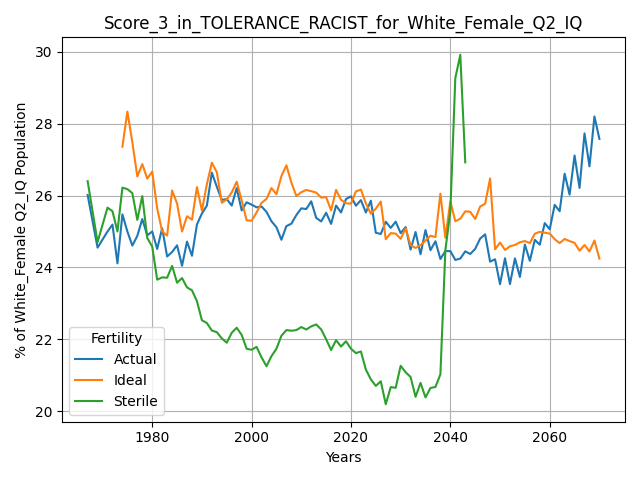 Score_3_in_TOLERANCE_RACIST_for_White_Female_Q2_IQ
% of White_Female Q2_IQ Population
30
28
26
24
22
20
Fertility
Actual
Ideal
Sterile
1980
2000
2020
2040
2060
Years